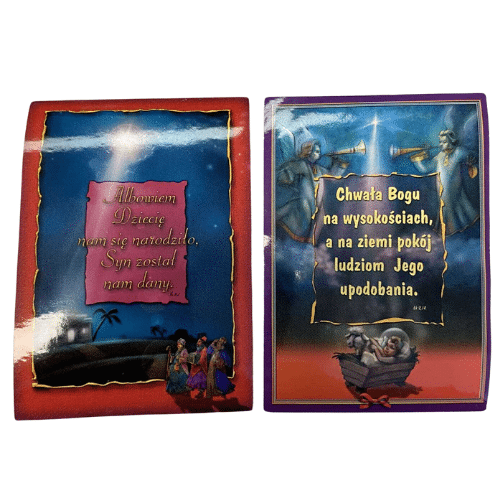 Albowiem
Dziecię
nam się narodziło,
Syn został
nam dany.
Chwała Bogu
na wysokościach,
a na ziemi pokój
ludziom Jego
upodobania.